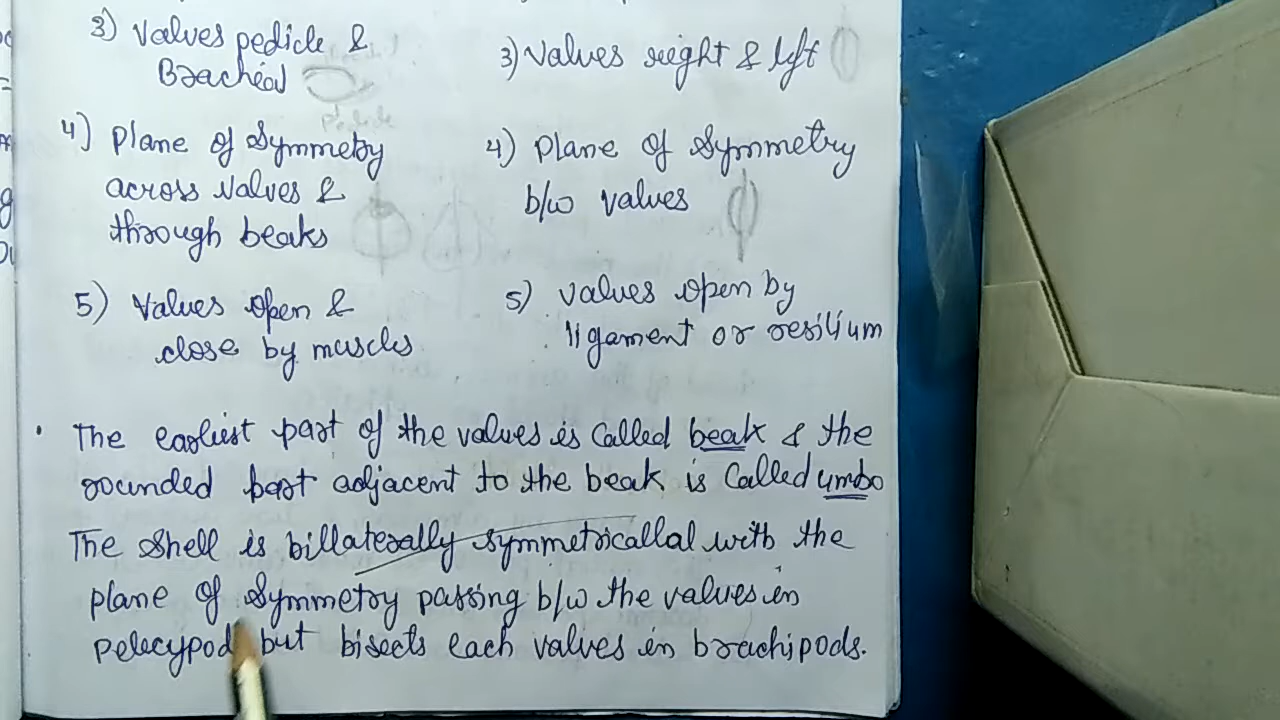 3) Valves pedicle &
Brachial
3) Valves right & left
Pedicle
4) Plane of Symmetry
across valves &
through beaks
4) Plane of Symmetry
b/w valves
5) Valves open &
close by muscles
5) Valves open by
ligament or resilium
• The earliest part of the valves is called beak & the
rounded part adjacent to the beak is called umbo
The shell is billaterally symmetricallal with the
plane of Symmetry passing b/w the valves in
pelecypod but bisects each valves in brachipods.